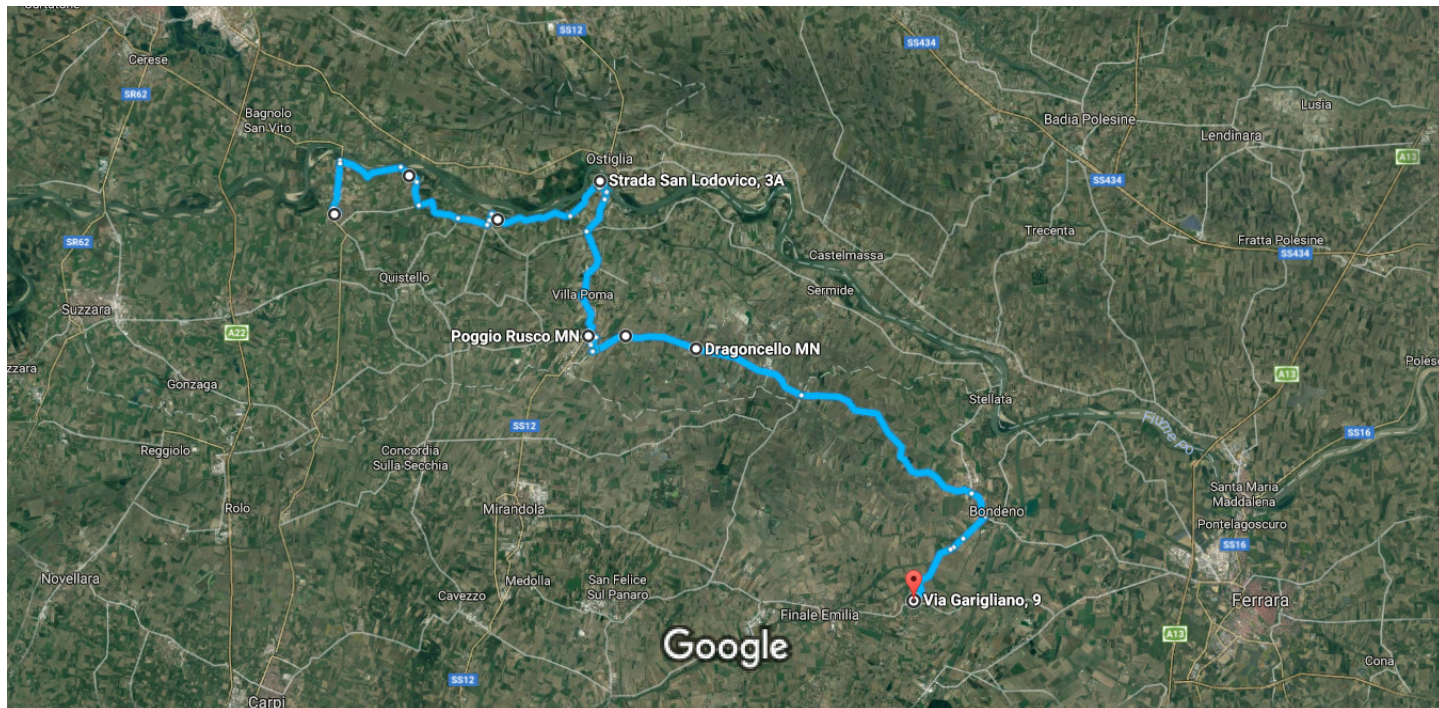 Curtatone
SS12
SS434
Cerese
SR62
Lusia
Bagnolo
San Vito
Badia Polesine
Lendinara
Ostiglia
A13
Strada San Lodovico, 3A
SS434
SR62
Trecenta
Fratta Polesine
SS434
Castelmassa
Quistello
Sermide
Villa Poma
Suzzara
A22
Poggio Rusco MN
Dragoncello MN
zzara
Polese
A13
Gonzaga
Stellata
Fiume Po
SS12
SS16
Reggiolo
Concordia
Sulla Secchia
Santa Maria
Maddalena
Rolo
Mirandola
Bondeno
Pontelagoscuro
SS16
Novellara
Medolla
San Felice
Sul Panaro
Cavezzo
Via Garigliano, 9
Ferrara
Finale Emilia
A13
Google
Cona
SS12
Carpi